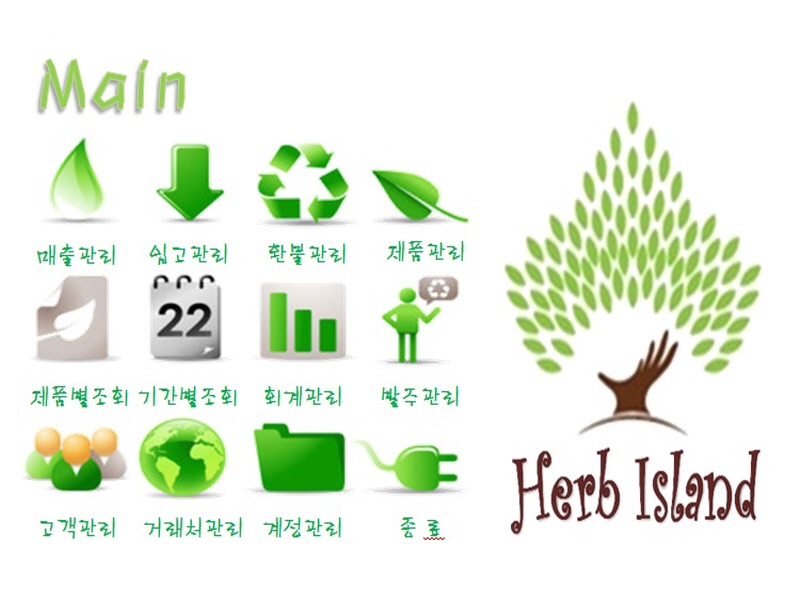 Main
매출관리 입고관리 환불관리 제품관리
22
제품별조회 기간별조회 회계관리 발주관리
고객관리 거래처관리 계정관리 종료
Herb Island